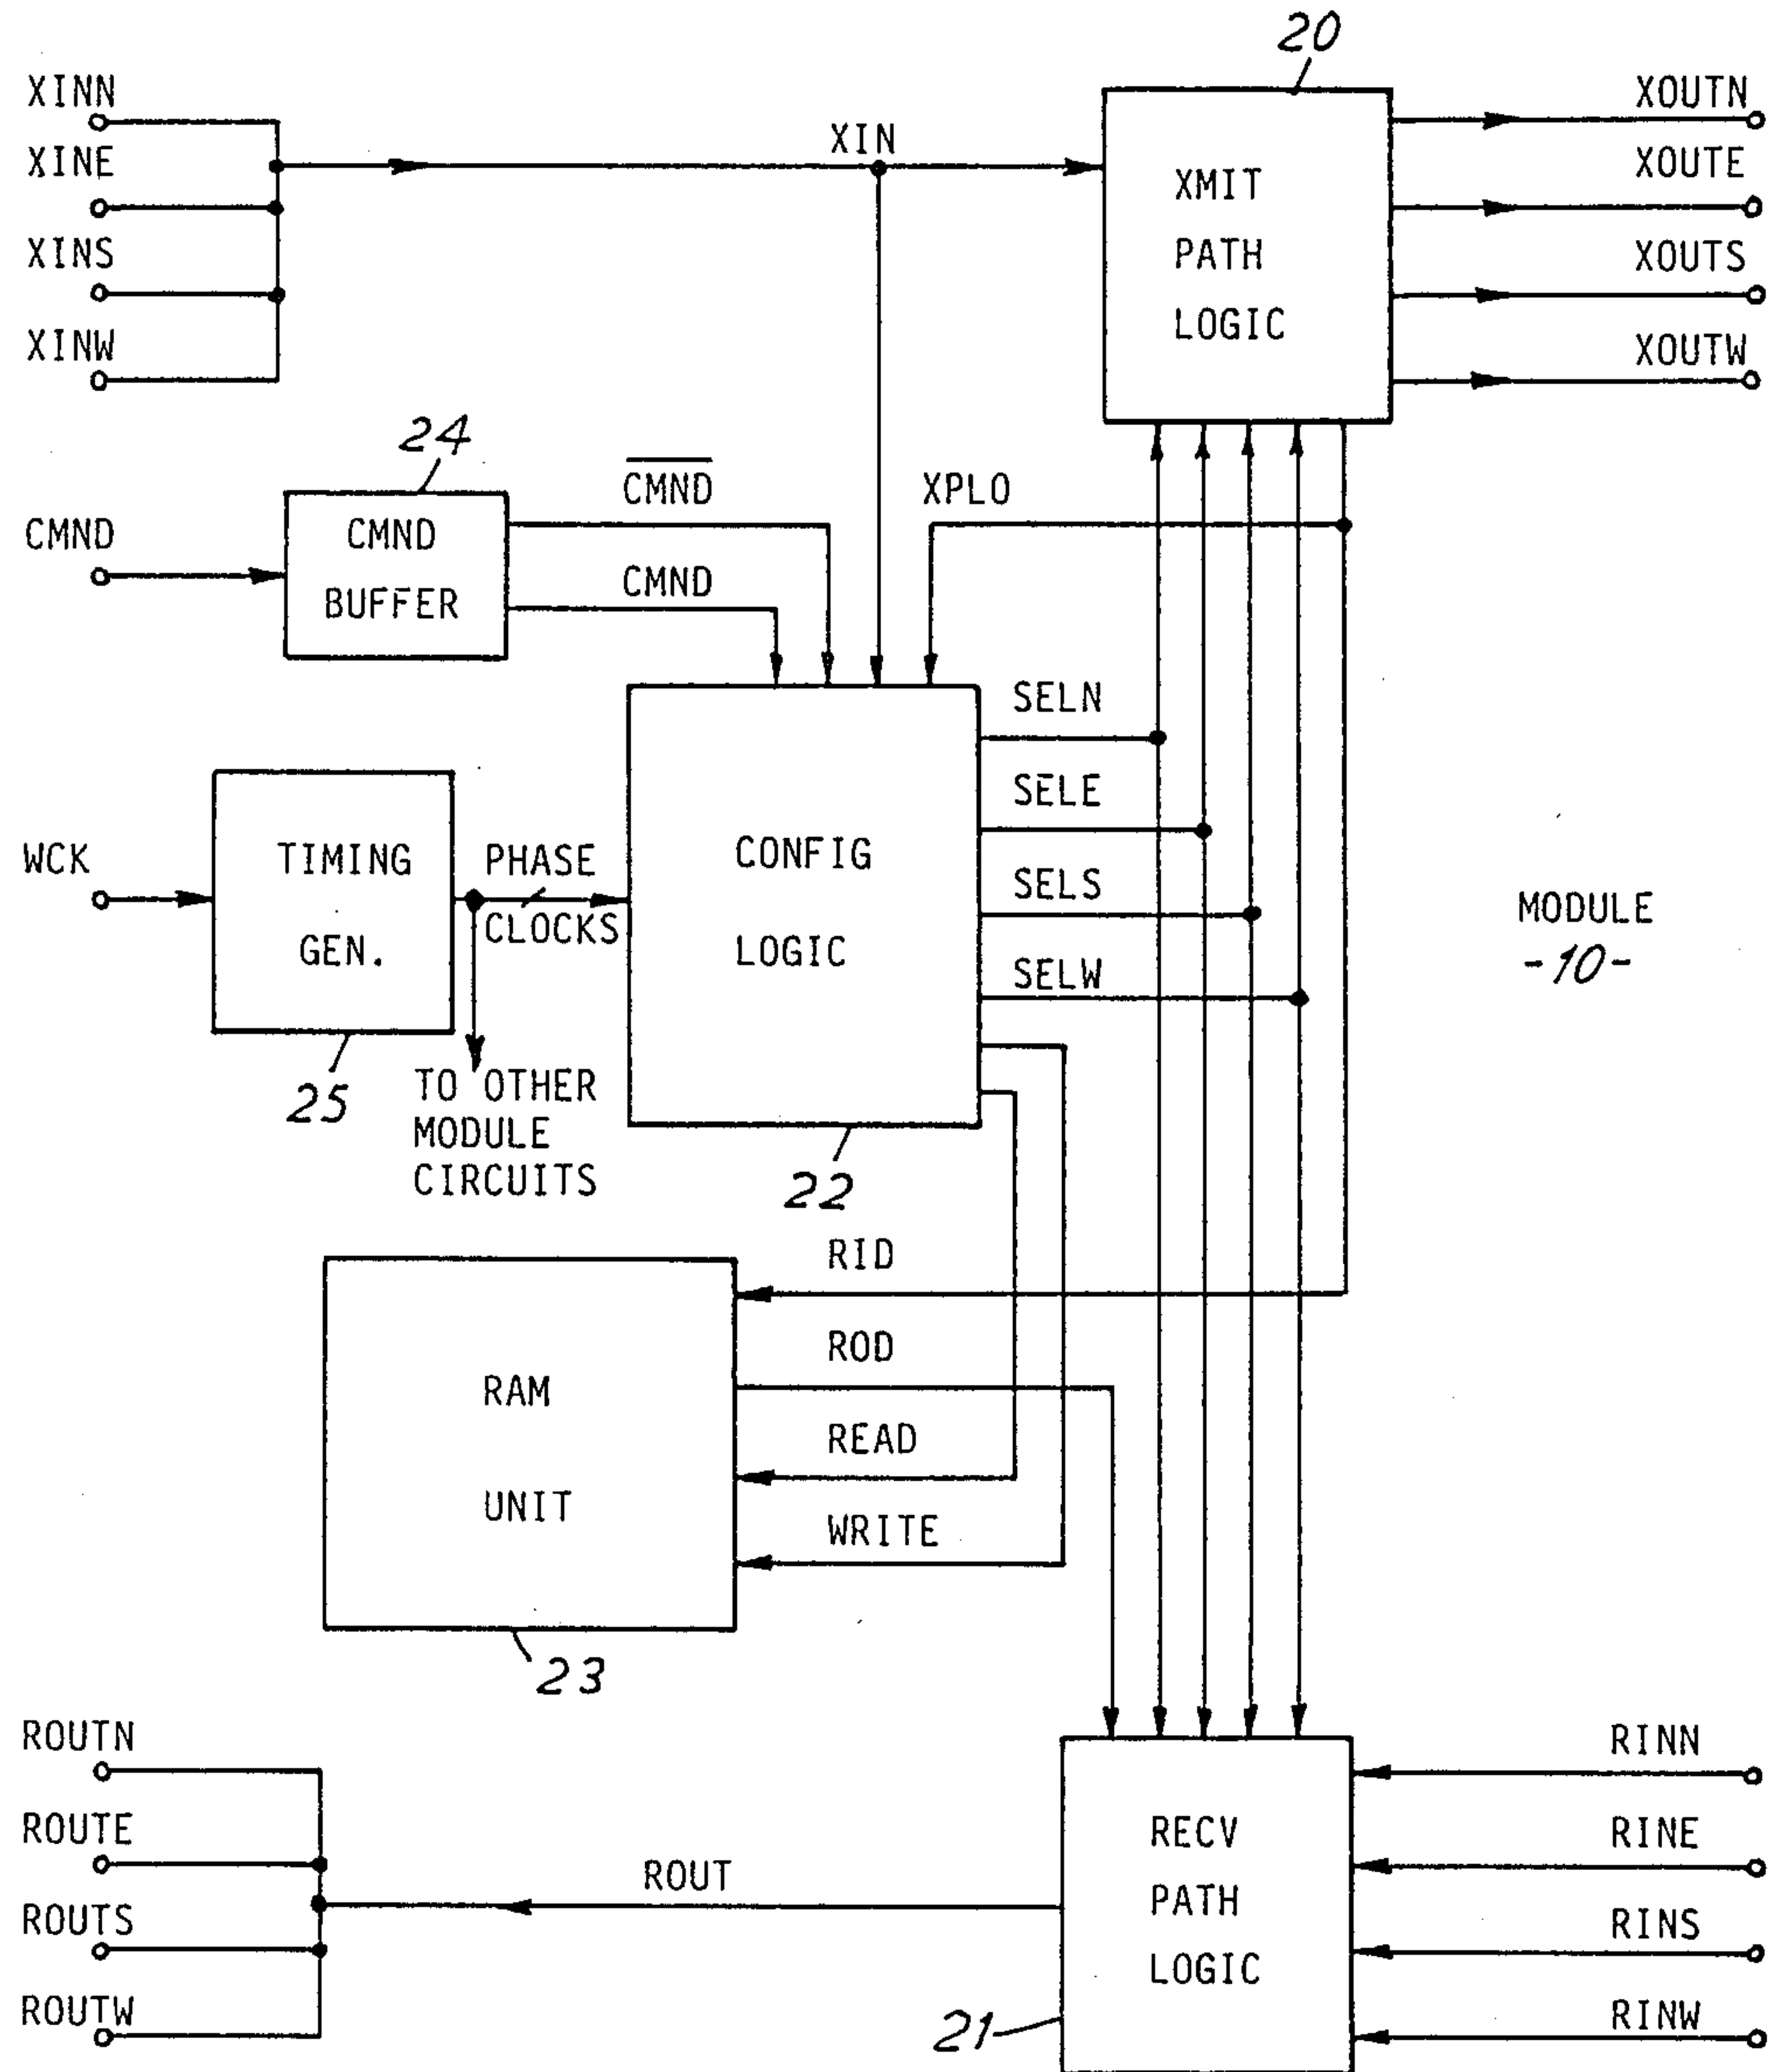 20
XINN
XINE
XINS
XINW
XIN
XMIT
PATH
LOGIC
XOUTN
XOUTE
XOUTS
XOUTW
24
CMND
CMND
BUFFER
C̅M̅N̅D̅
CMND
XPLO
WCK
TIMING
GEN.
25
PHASE
CLOCKS
TO OTHER
MODULE
CIRCUITS
CONFIG
LOGIC
22
SELN
SELE
SELS
SELW
MODULE
-10-
RAM
UNIT
23
RID
ROD
READ
WRITE
ROUTN
ROUTE
ROUTS
ROUTW
ROUT
RECV
PATH
LOGIC
21
RINN
RINE
RINS
RINW